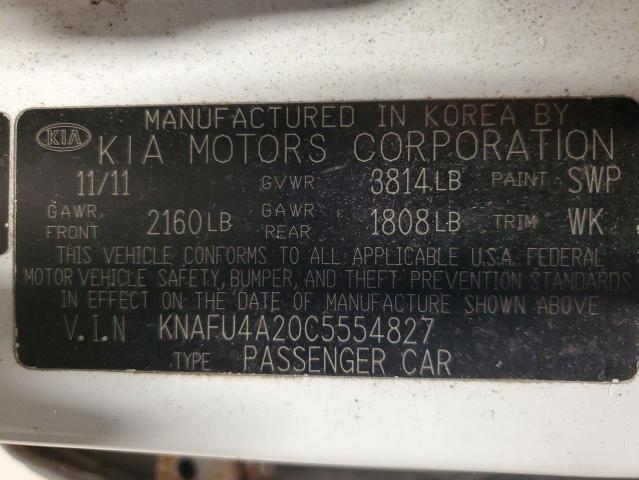 MANUFACTURED IN KOREA BY
KIA KIA MOTORS CORPORATION
11/11 GVWR 3814LB PAINT SWP
GAWR FRONT 2160LB GAWR REAR 1808LB TRIM WK
THIS VEHICLE CONFORMS TO ALL APPLICABLE U.S.A. FEDERAL
MOTOR VEHICLE SAFETY, BUMPER, AND THEFT PREVENTION STANDARDS
IN EFFECT ON THE DATE OF MANUFACTURE SHOWN ABOVE
V.I.N KNAFU4A20C5554827
TYPE PASSENGER CAR